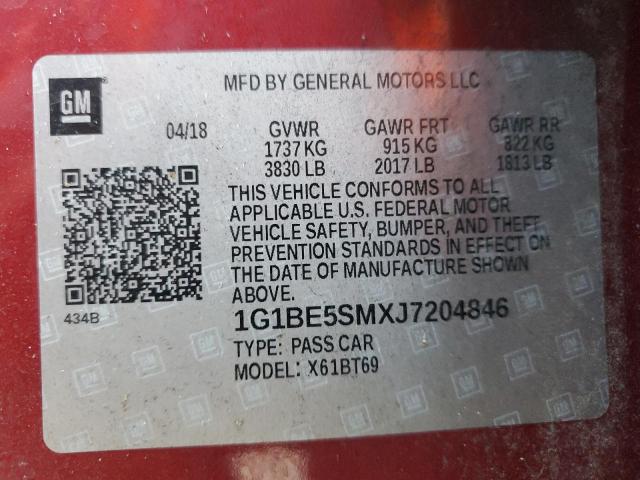 GM
MFD BY GENERAL MOTORS LLC
04/18 GVWR GAWR FRT GAWR RR
1737 KG 915 KG 822 KG
3830 LB 2017 LB 1813 LB
THIS VEHICLE CONFORMS TO ALL
APPLICABLE U.S. FEDERAL MOTOR
VEHICLE SAFETY, BUMPER, AND THEFT
PREVENTION STANDARDS IN EFFECT ON
THE DATE OF MANUFACTURE SHOWN
ABOVE.
434B
1G1BE5SMXJ7204846
TYPE: PASS CAR
MODEL: X61BT69